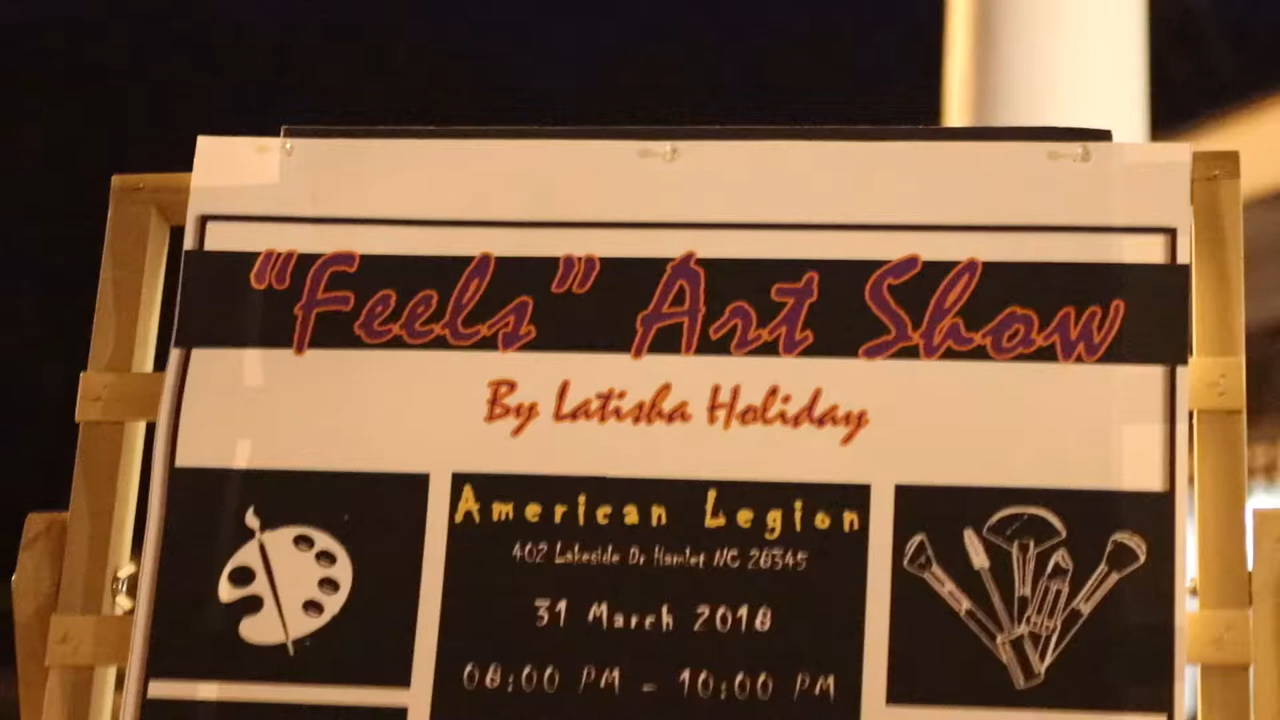 "Feels" Art Show
By Latisha Holiday
American Legion
402 Lakeside Dr Hamlet NC 28345
31 March 2018
08:00 PM - 10:00 PM